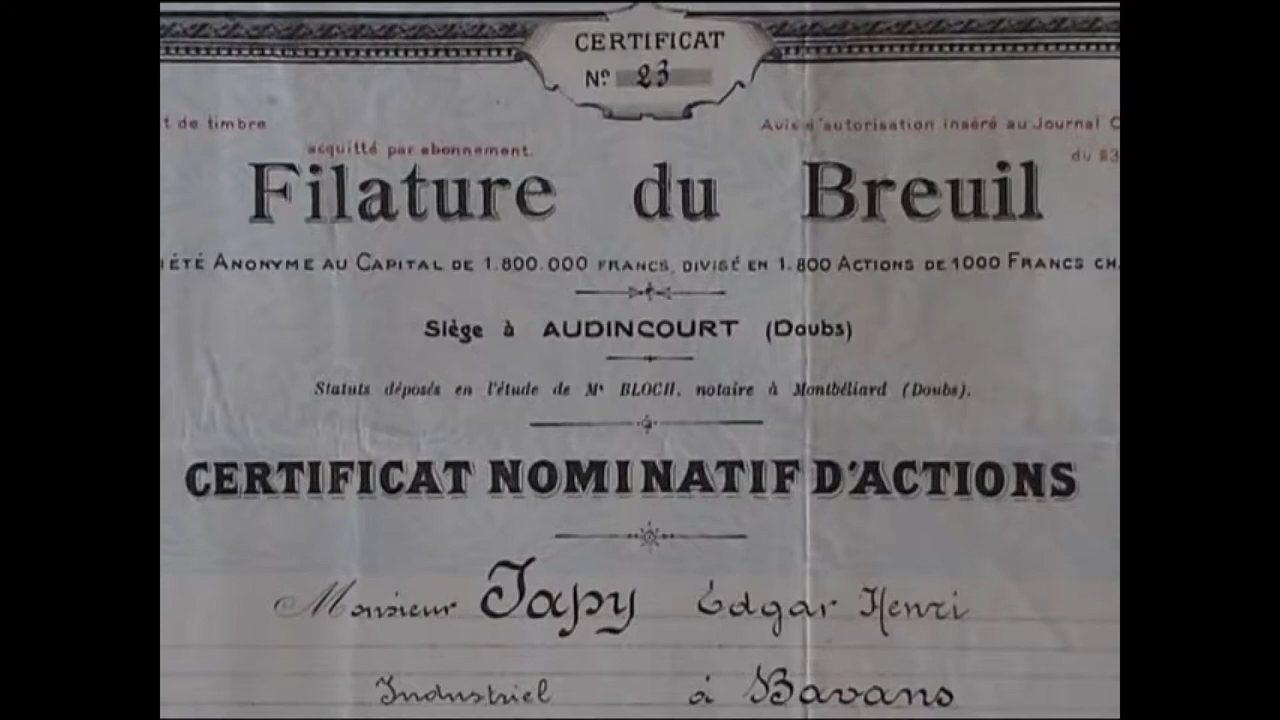 CERTIFICAT
Nº 23
t de timbre
acquitté par abonnement.
Avis d'autorisation inséré au Journal
du
Filature du Breuil
IÉTÉ ANONYME AU CAPITAL DE 1.800.000 FRANCS, DIVISÉ EN 1.800 ACTIONS DE 1000 FRANCS CH
Siège à AUDINCOURT (Doubs)
Statuts déposés en l'étude de Me BLOCH, notaire à Montbéliard (Doubs).
CERTIFICAT NOMINATIF D'ACTIONS
Monsieur Japy Edgar Henri
Industriel à Bavans